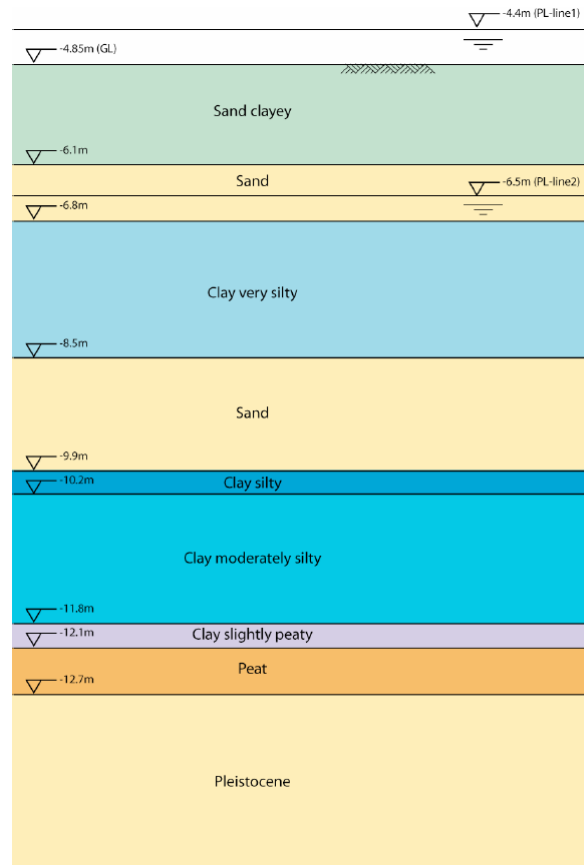 -4.4m (PL-line1)
-4.85m (GL)
Sand clayey
-6.1m
Sand
-6.5m (PL-line2)
-6.8m
Clay very silty
-8.5m
Sand
-9.9m
-10.2m
Clay silty
Clay moderately silty
-11.8m
Clay slightly peaty
-12.1m
Peat
-12.7m
Pleistocene